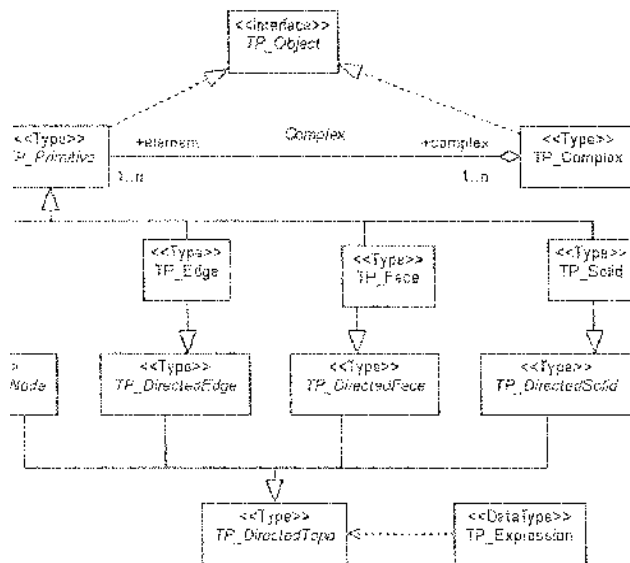 <<Interface>>
TP_Object
<<Type>>
TP_Primitive
+element
Complex
+complex
<<Type>>
TP_Complex
1..n
1..n
<<Type>>
TP_Edge
<<Type>>
TP_Face
<<Type>>
TP_Solid
>>
Node
<<Type>>
TP_DirectedEdge
<<Type>>
TP_DirectedFace
<<Type>>
TP_DirectedSolid
<<Type>>
TP_DirectedTopo
<<DataType>>
TP_Expression